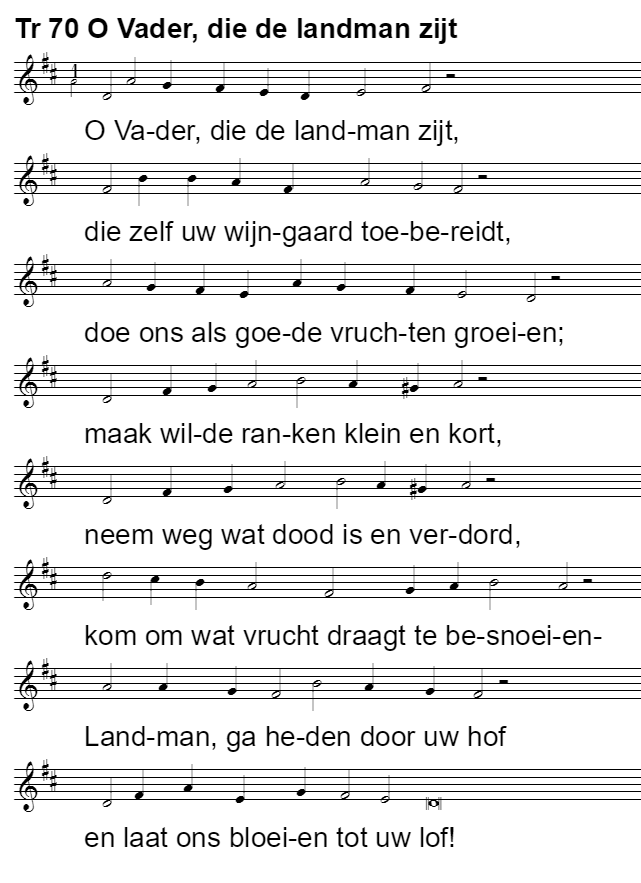 Tr 70 O Vader, die de landman zijt
1
O Va-der, die de land-man zijt,
die zelf uw wijn-gaard toe-be-reidt,
doe ons als goe-de vruch-ten groei-en;
maak wil-de ran-ken klein en kort,
neem weg wat dood is en ver-dord,
kom om wat vrucht draagt te be-snoei-en-
Land-man, ga he-den door uw hof
en laat ons bloei-en tot uw lof!